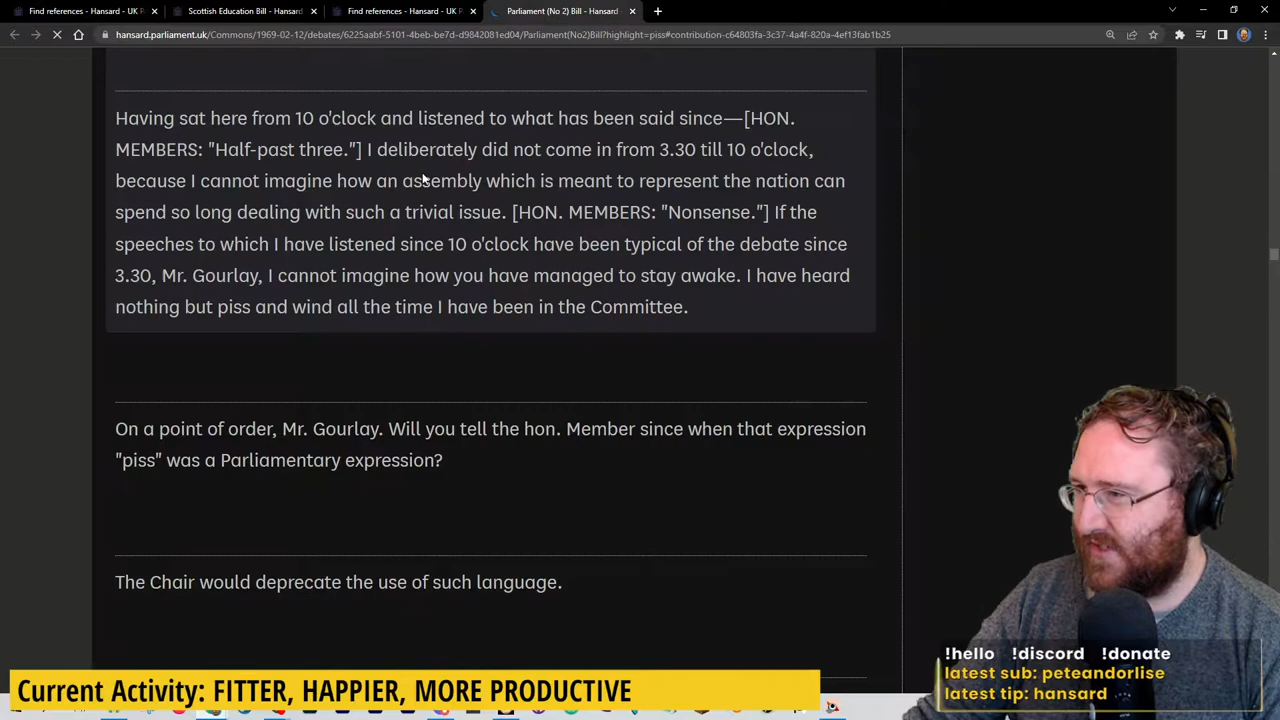 Find references - Hansard - UK P
Scottish Education Bill - Hansard
Find references - Hansard - UK P
Parliament (No 2) Bill - Hansard
hansard.parliament.uk/Commons/1969-02-12/debates/6225aabf-5101-4beb-be7d-d9842081ed04/Parliament(No2)Bill?highlight=piss#contribution-c64803fa-3c37-4a4f-820a-4ef13fab1b25
Having sat here from 10 o'clock and listened to what has been said since—[HON.
MEMBERS: "Half-past three."] I deliberately did not come in from 3.30 till 10 o'clock,
because I cannot imagine how an assembly which is meant to represent the nation can
spend so long dealing with such a trivial issue. [HON. MEMBERS: "Nonsense."] If the
speeches to which I have listened since 10 o'clock have been typical of the debate since
3.30, Mr. Gourlay, I cannot imagine how you have managed to stay awake. I have heard
nothing but piss and wind all the time I have been in the Committee.
On a point of order, Mr. Gourlay. Will you tell the hon. Member since when that expression
"piss" was a Parliamentary expression?
The Chair would deprecate the use of such language.
!hello !discord !donate
latest sub: peteandorlise
latest tip: hansard
Current Activity: FITTER, HAPPIER, MORE PRODUCTIVE